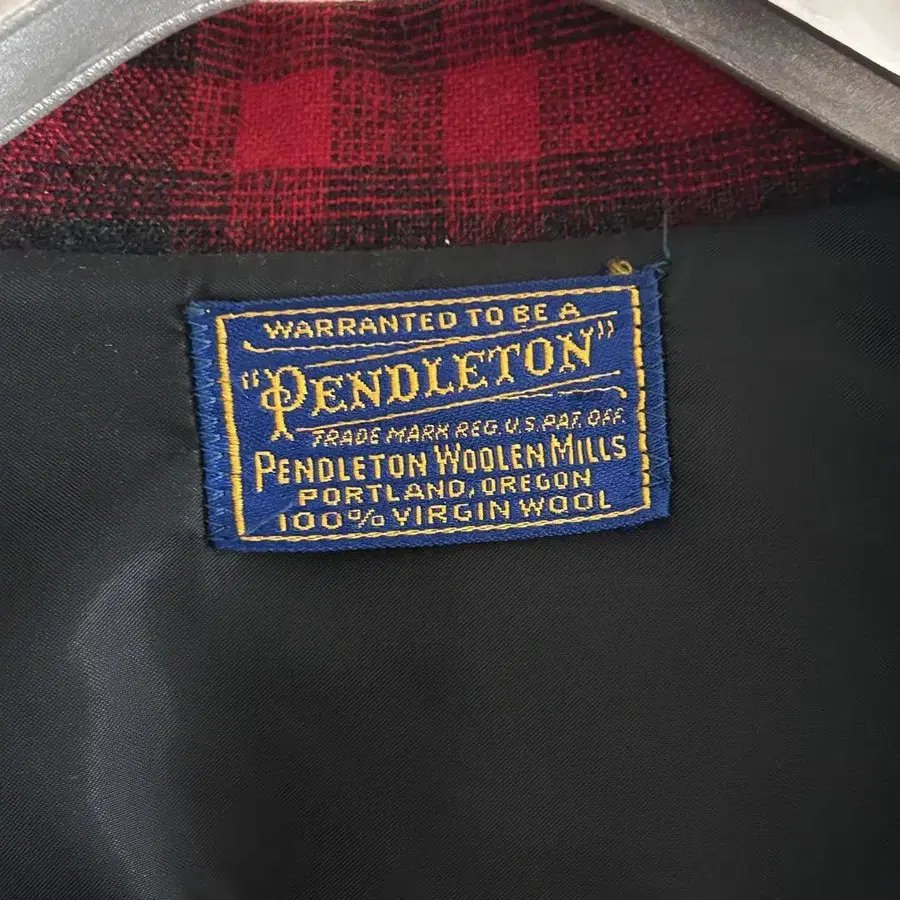 WARRANTED TO BE A
"PENDLETON"
TRADE MARK REG. U.S. PAT. OFF.
PENDLETON WOOLEN MILLS
PORTLAND, OREGON
100% VIRGIN WOOL